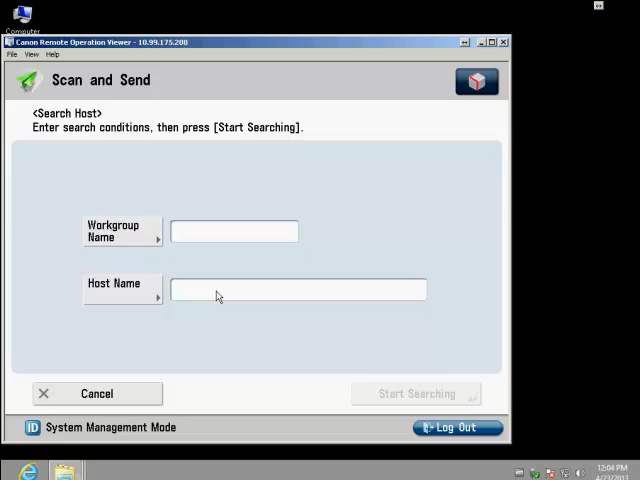 Computer
Canon Remote Operation Viewer - 10.99.175.208
File View Help
Scan and Send
<Search Host>
Enter search conditions, then press [Start Searching].
Workgroup
Name
Host Name
Cancel
Start Searching
ID System Management Mode
Log Out
12:04 PM
4/23/2013